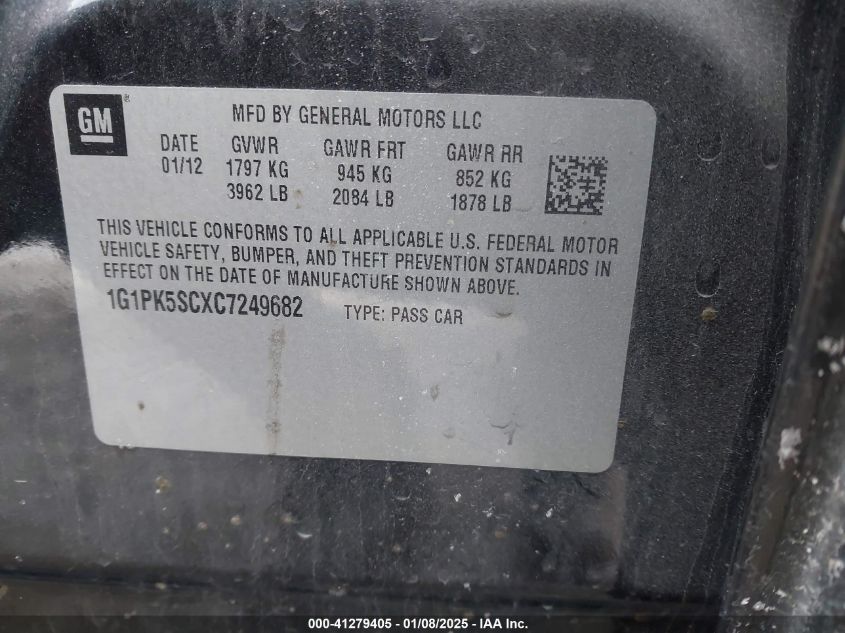 GM
MFD BY GENERAL MOTORS LLC
DATE GVWR GAWR FRT GAWR RR
01/12 1797 KG 945 KG 852 KG
3962 LB 2084 LB 1878 LB
THIS VEHICLE CONFORMS TO ALL APPLICABLE U.S. FEDERAL MOTOR
VEHICLE SAFETY, BUMPER, AND THEFT PREVENTION STANDARDS IN
EFFECT ON THE DATE OF MANUFACTURE SHOWN ABOVE.
1G1PK5SCXC7249682 TYPE: PASS CAR
000-41279405 - 01/08/2025 - IAA Inc.